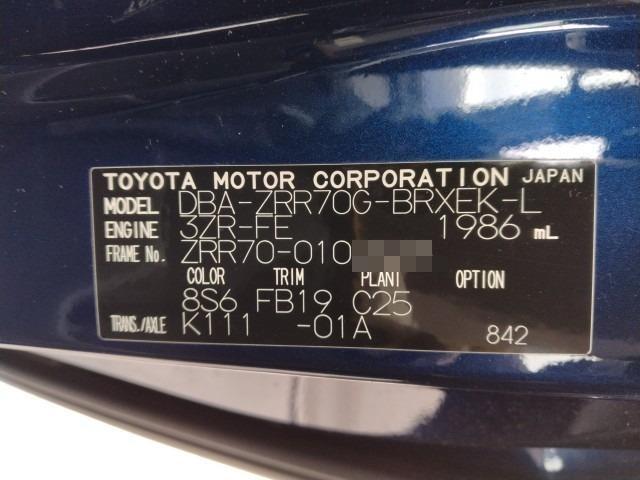 TOYOTA MOTOR CORPORATION JAPAN
MODEL DBA-ZRR70G-BRXEK-L
ENGINE 3ZR-FE 1986 mL
FRAME No. ZRR70-010
COLOR TRIM PLANT OPTION
8S6 FB19 C25
TRANS./AXLE K111 -01A 842